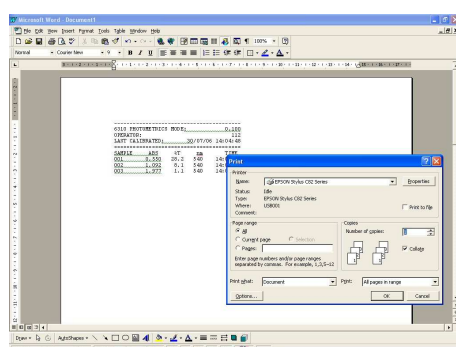 Microsoft Word - Document1
File Edit View Insert Format Tools Table Window Help
100%
Normal Courier New 9 B I U
6310 PHOTOMETRICS MODE: 0.100
OPERATOR: 112
LAST CALIBRATED: 30/07/06 14:04:48
SAMPLE ABS %T nm TIME
001 0.550 28.2 540 14:0
002 1.092 8.1 540 14:0
003 1.977 1.1 540 14:0
Print
Printer
Name: EPSON Stylus C82 Series Properties
Status: Idle
Type: EPSON Stylus C82 Series
Where: USB001
Comment:
Print to file
Page range
All
Current page Selection
Pages:
Enter page numbers and/or page ranges
separated by commas. For example, 1,3,5–12
Copies
Number of copies:
Collate
Print what: Document Print: All pages in range
Options... OK Cancel
Draw AutoShapes